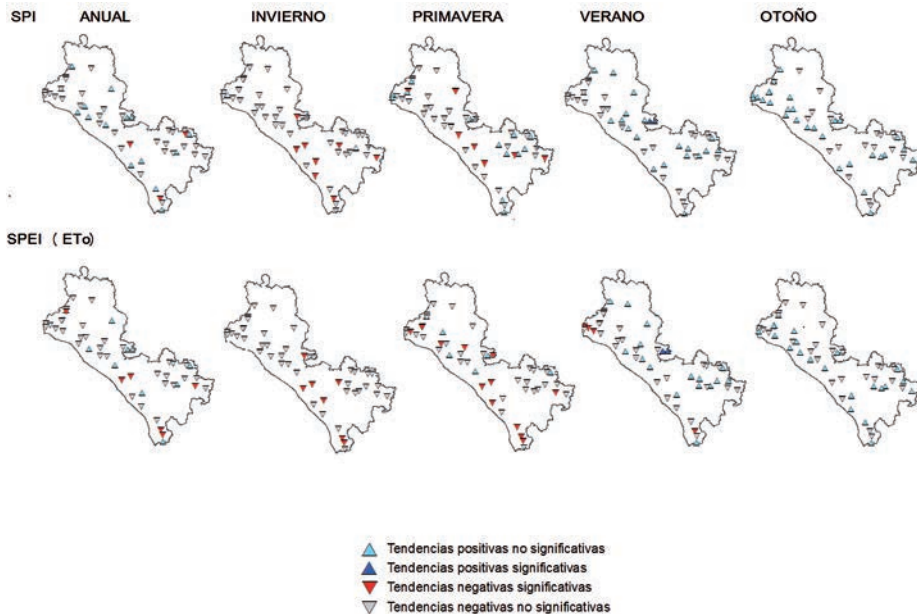 SPI ANUAL INVIERNO PRIMAVERA VERANO OTOÑO
SPEI ( ETo)
Tendencias positivas no significativas
Tendencias positivas significativas
Tendencias negativas significativas
Tendencias negativas no significativas